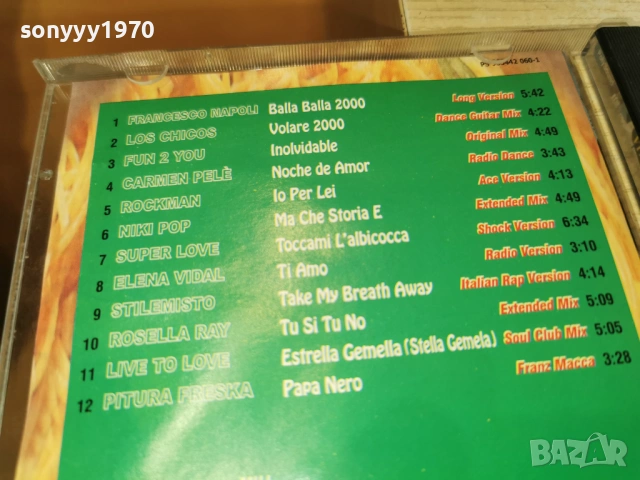 sonyyy1970
1 FRANCESCO NAPOLI Balla Balla 2000 Long Version 5:42
2 LOS CHICOS Volare 2000 Dance Guitar Mix 4:22
3 FUN 2 YOU Inolvidable Original Mix 4:49
4 CARMEN PELÈ Noche de Amor Radio Dance 3:43
5 ROCKMAN Io Per Lei Ace Version 4:13
6 NIKI POP Ma Che Storia E Extended Mix 4:49
7 SUPER LOVE Toccami L'albicocca Shock Version 6:34
8 ELENA VIDAL Ti Amo Radio Version 3:10
9 STILEMISTO Take My Breath Away Italian Rap Version 4:14
10 ROSELLA RAY Tu Si Tu No Extended Mix 5:09
11 LIVE TO LOVE Estrella Gemella (Stella Gemela) Soul Club Mix 5:05
12 PITURA FRESKA Papa Nero Franz Macca 3:28
BAZAR